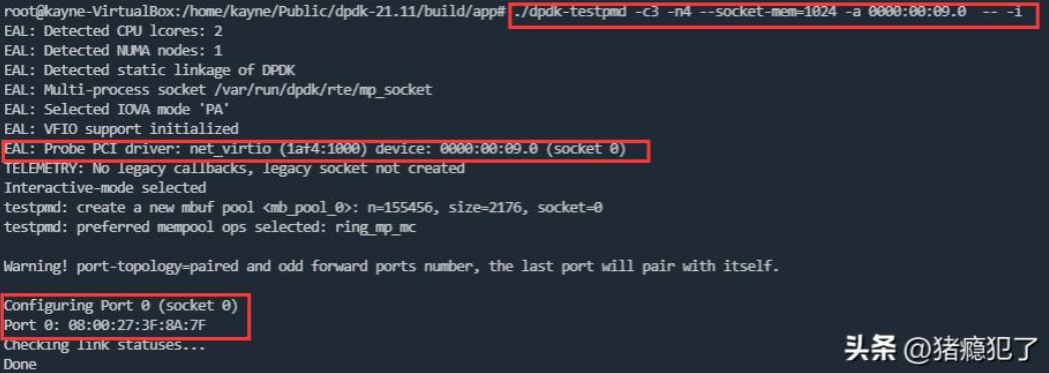 root@kayne-VirtualBox:/home/kayne/Public/dpdk-21.11/build/app# ./dpdk-testpmd -c3 -n4 --socket-mem=1024 -a 0000:00:09.0 -- -i
EAL: Detected CPU lcores: 2
EAL: Detected NUMA nodes: 1
EAL: Detected static linkage of DPDK
EAL: Multi-process socket /var/run/dpdk/rte/mp_socket
EAL: Selected IOVA mode 'PA'
EAL: VFIO support initialized
EAL: Probe PCI driver: net_virtio (1af4:1000) device: 0000:00:09.0 (socket 0)
TELEMETRY: No legacy callbacks, legacy socket not created
Interactive-mode selected
testpmd: create a new mbuf pool <mb_pool_0>: n=155456, size=2176, socket=0
testpmd: preferred mempool ops selected: ring_mp_mc
Warning! port-topology=paired and odd forward ports number, the last port will pair with itself.
Configuring Port 0 (socket 0)
Port 0: 08:00:27:3F:8A:7F
Checking link statuses...
Done
头条 @猪瘾犯了